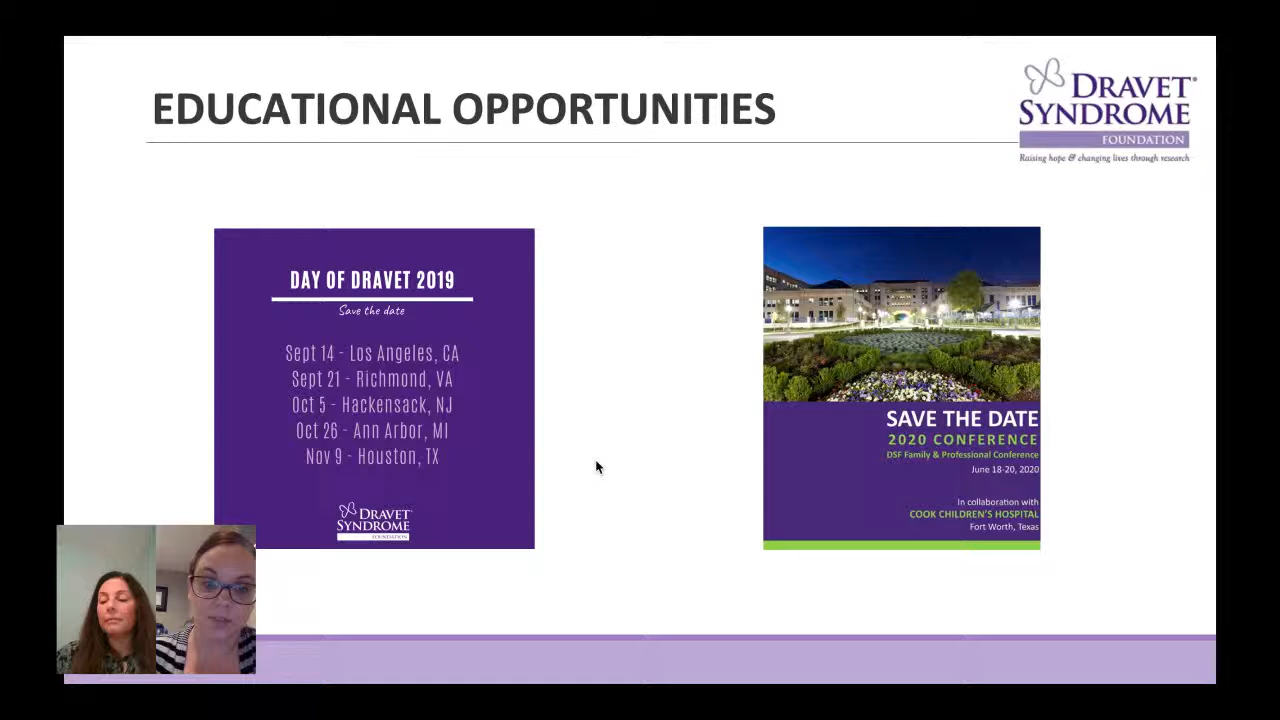 EDUCATIONAL OPPORTUNITIES
DRAVET®
SYNDROME
FOUNDATION
Raising hope & changing lives through research
DAY OF DRAVET 2019
Save the date
Sept 14 - Los Angeles, CA
Sept 21 - Richmond, VA
Oct 5 - Hackensack, NJ
Oct 26 - Ann Arbor, MI
Nov 9 - Houston, TX
DRAVET
SYNDROME
FOUNDATION
SAVE THE DATE
2020 CONFERENCE
DSF Family & Professional Conference
June 18-20, 2020
In collaboration with
COOK CHILDREN'S HOSPITAL
Fort Worth, Texas